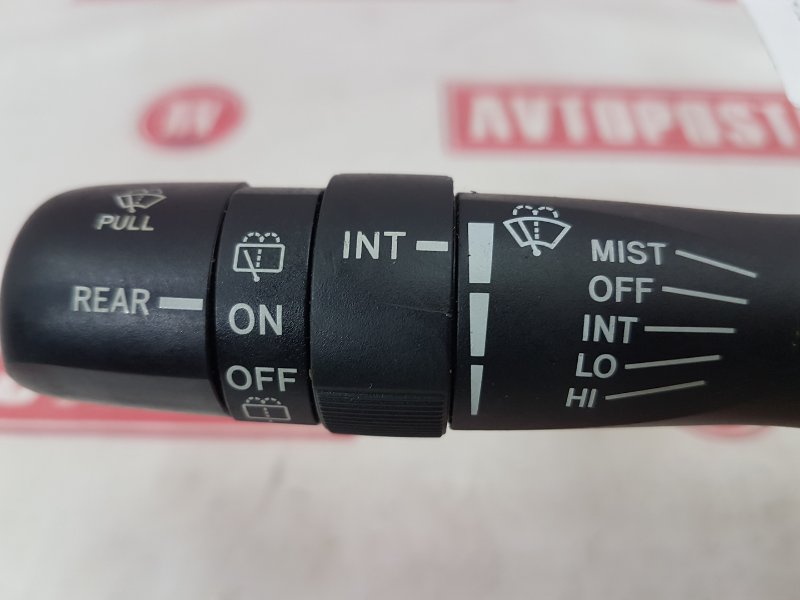 AV
AVTOPOST
PULL
REAR
ON
OFF
INT
MIST
OFF
INT
LO
HI